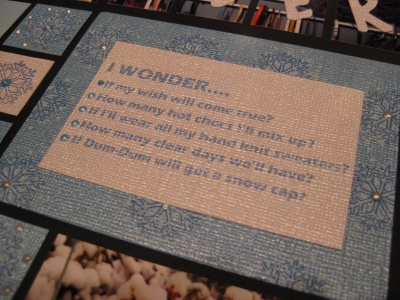 ER
I WONDER....
If my wish will come true?
How many hot chocs I'll mix up?
If I'll wear all my hand knit sweaters?
How many clear days we'll have?
If Dum-Dum will get a snow cap?